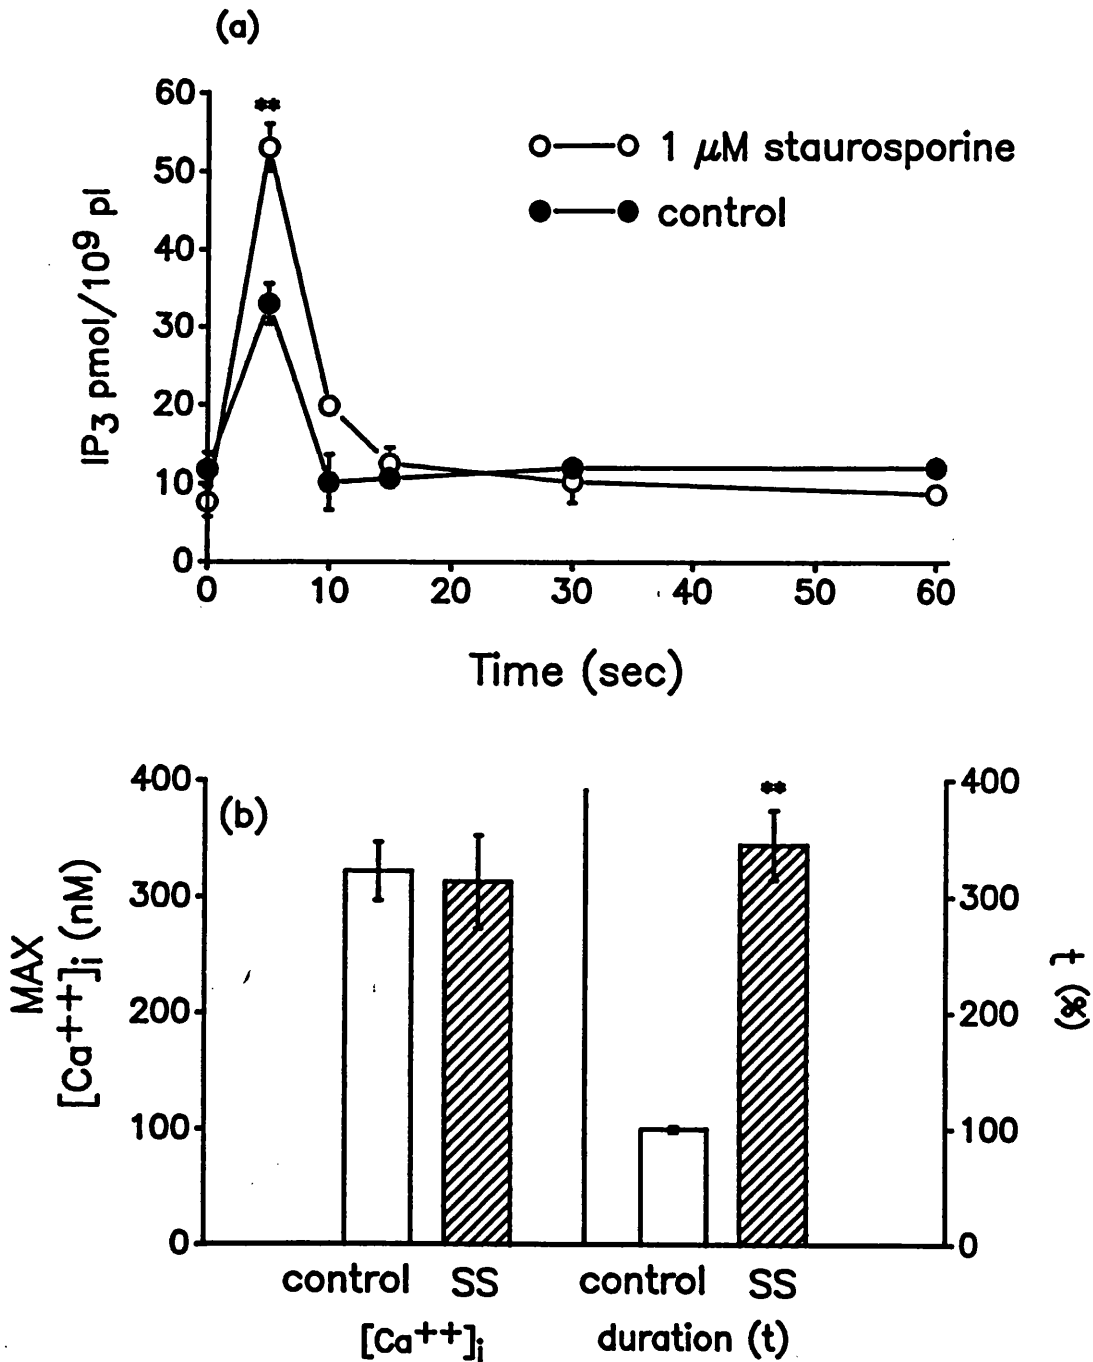 (a)
60
50
40
30
20
10
0
IP3 pmol/10⁹ pl
**
1 μM staurosporine
control
0 10 20 30 40 50 60
Time (sec)
(b)
400
300
200
100
0
MAX
[Ca++]i (nM)
**
400
300
200
100
0
t (%)
control SS control SS
[Ca++]i duration (t)